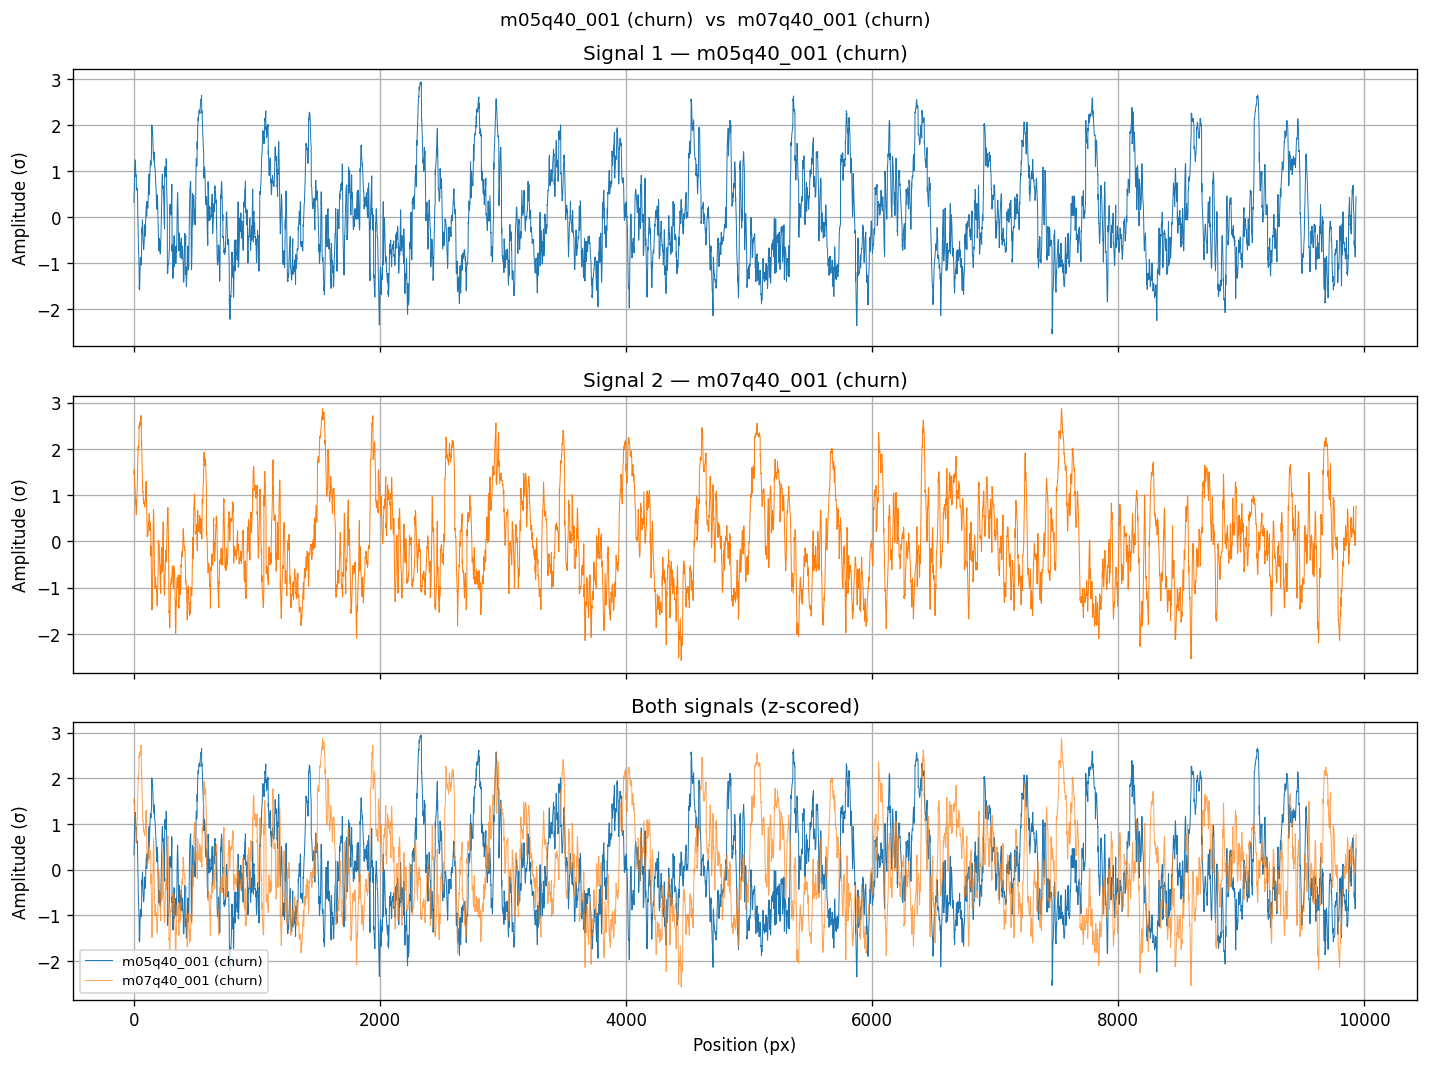 m05q40_001 (churn)  vs  m07q40_001 (churn)
Signal 1 — m05q40_001 (churn)
Amplitude (σ)
3
2
1
0
−1
−2
Signal 2 — m07q40_001 (churn)
Amplitude (σ)
3
2
1
0
−1
−2
Both signals (z-scored)
Amplitude (σ)
3
2
1
0
−1
−2
m05q40_001 (churn)
m07q40_001 (churn)
0 2000 4000 6000 8000 10000
Position (px)